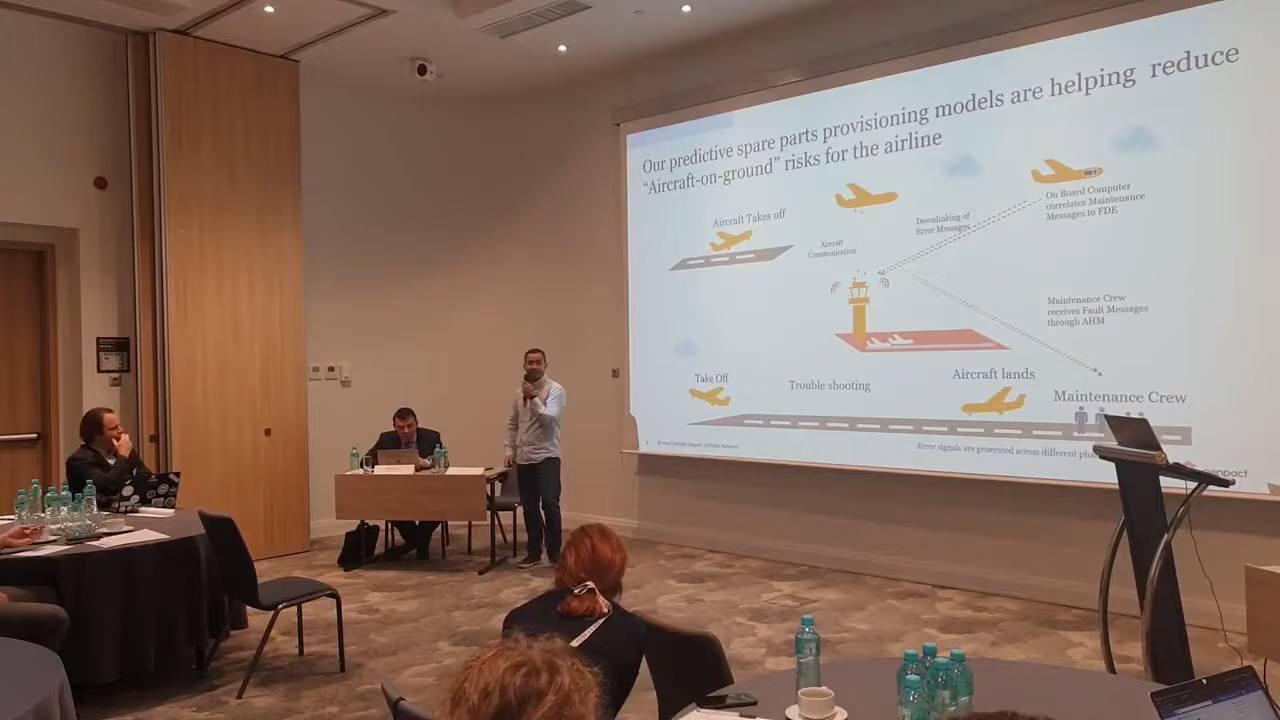 Our predictive spare parts provisioning models are helping reduce
“Aircraft-on-ground” risks for the airline
Aircraft Takes off
Aircraft
Communication
Downlinking of
Error Messages
On Board Computer
correlates Maintenance
Messages to FDE
Maintenance Crew
receives Fault Messages
through AHM
Take Off
Trouble shooting
Aircraft lands
Maintenance Crew
Error signals are generated across different
genpact